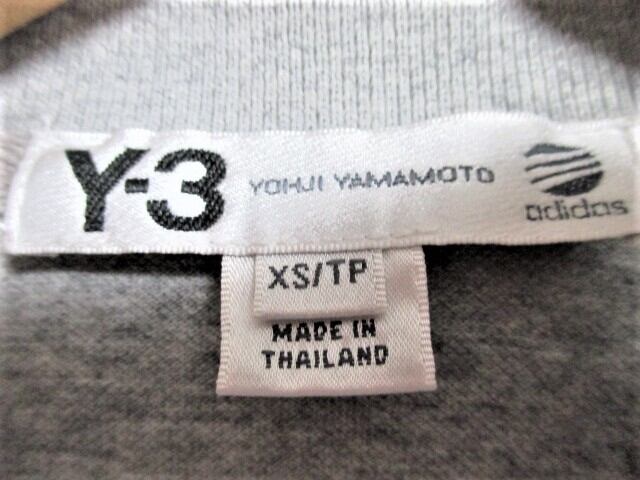 Y-3 YOHJI YAMAMOTO adidas
XS/TP
MADE IN
THAILAND